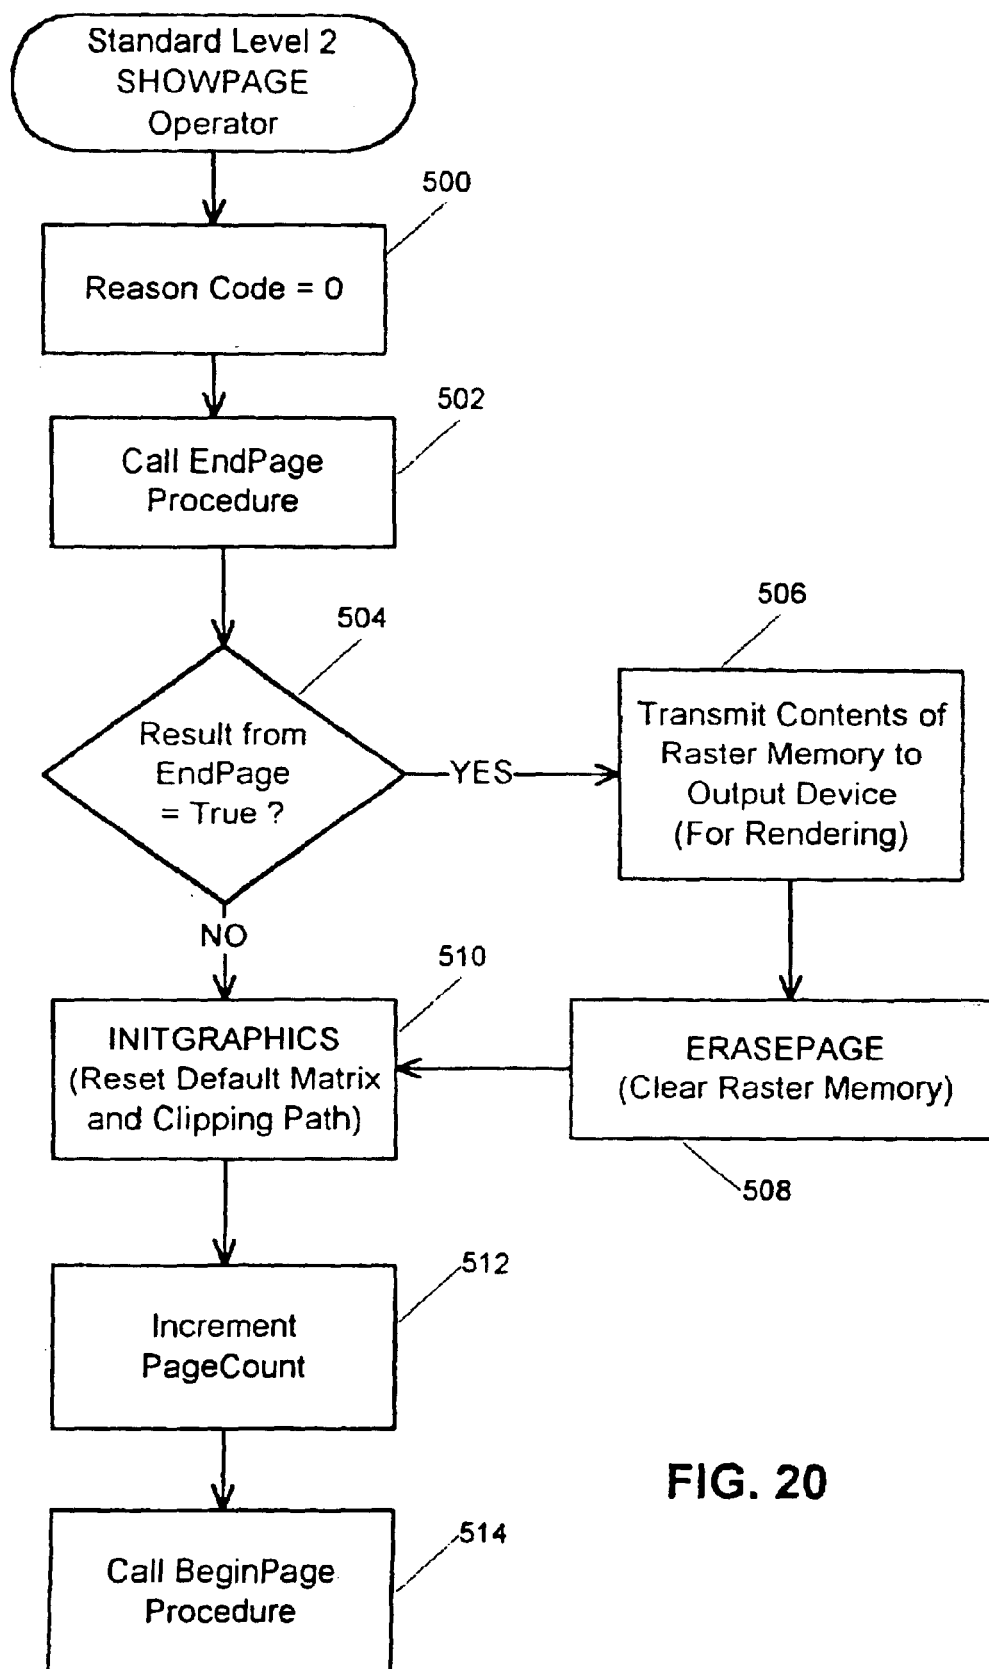 Standard Level 2
SHOWPAGE
Operator
500
Reason Code = 0
502
Call EndPage
Procedure
504
Result from
EndPage
= True ?
YES
506
Transmit Contents of
Raster Memory to
Output Device
(For Rendering)
NO
510
INITGRAPHICS
(Reset Default Matrix
and Clipping Path)
ERASEPAGE
(Clear Raster Memory)
508
512
Increment
PageCount
FIG. 20
514
Call BeginPage
Procedure